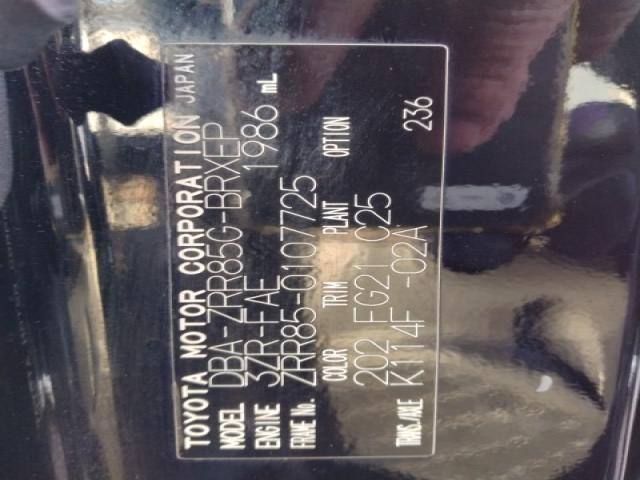 TOYOTA MOTOR CORPORATION JAPAN
MODEL DBA-ZRR85G-BRXEP
ENGINE 3ZR-FAE 1986 mL
FRAME No. ZRR85-0107725
COLOR TRIM PLANT OPTION
202 FG21 C25
TRANS./AXLE K114F -02A 236